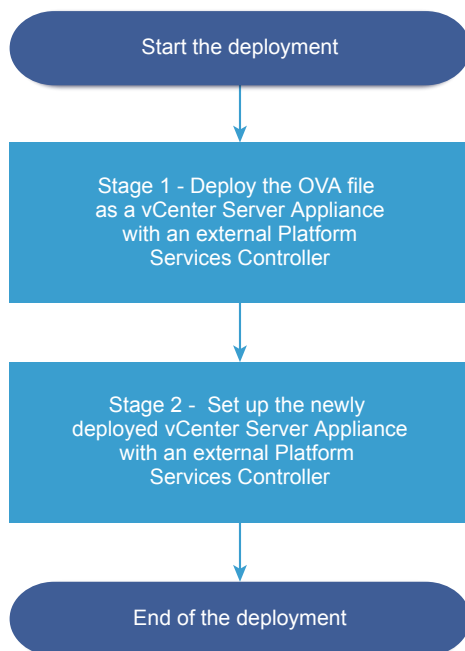 Start the deployment
Stage 1 - Deploy the OVA file
as a vCenter Server Appliance
with an external Platform
Services Controller
Stage 2 -  Set up the newly
deployed vCenter Server Appliance
with an external Platform
Services Controller
End of the deployment